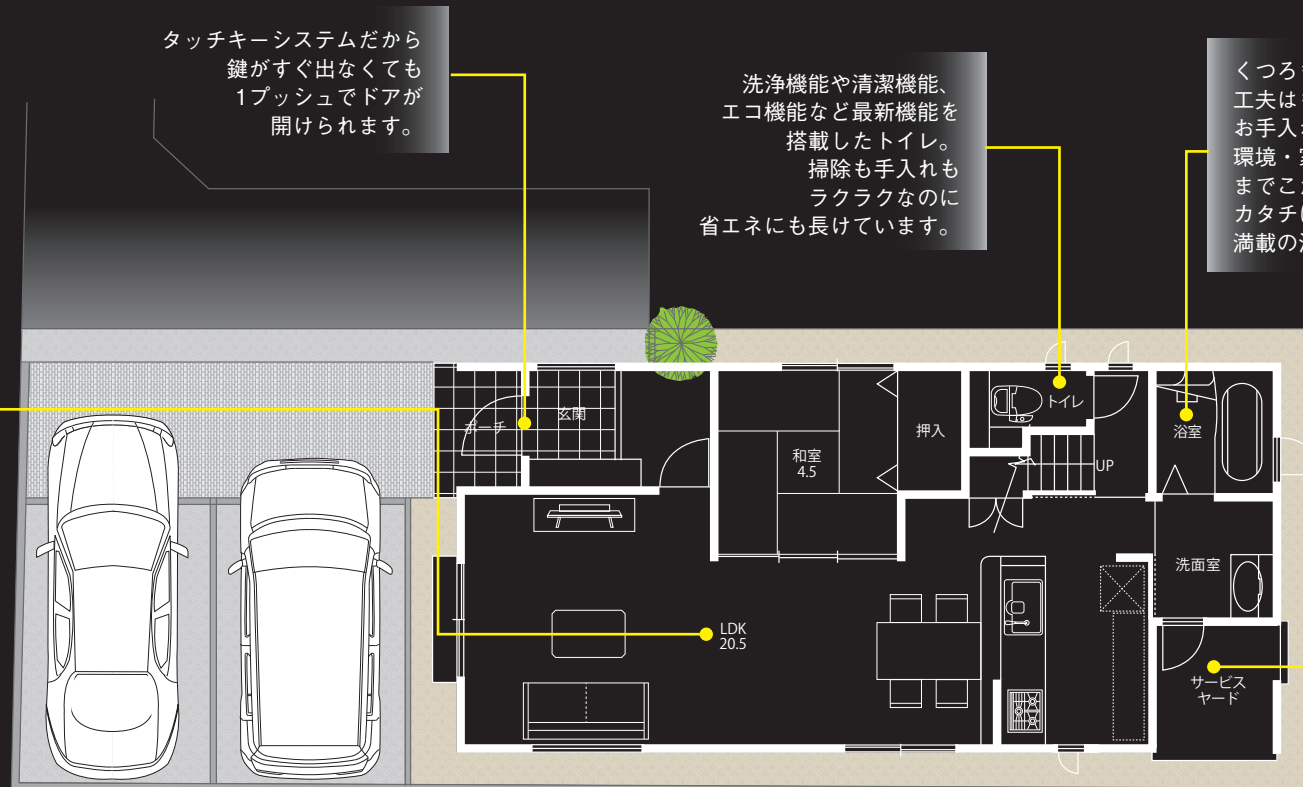 タッチキーシステムだから
鍵がすぐ出なくても
1プッシュでドアが
開けられます。
洗浄機能や清潔機能、
エコ機能など最新機能を
搭載したトイレ。
掃除も手入れも
ラクラクなのに
省エネにも長けています。
くつろ
工夫は
お手入
環境・
までこ
カタチ
満載の
ポーチ
玄関
和室
4.5
押入
トイレ
UP
浴室
洗面室
LDK
20.5
サービス
ヤード